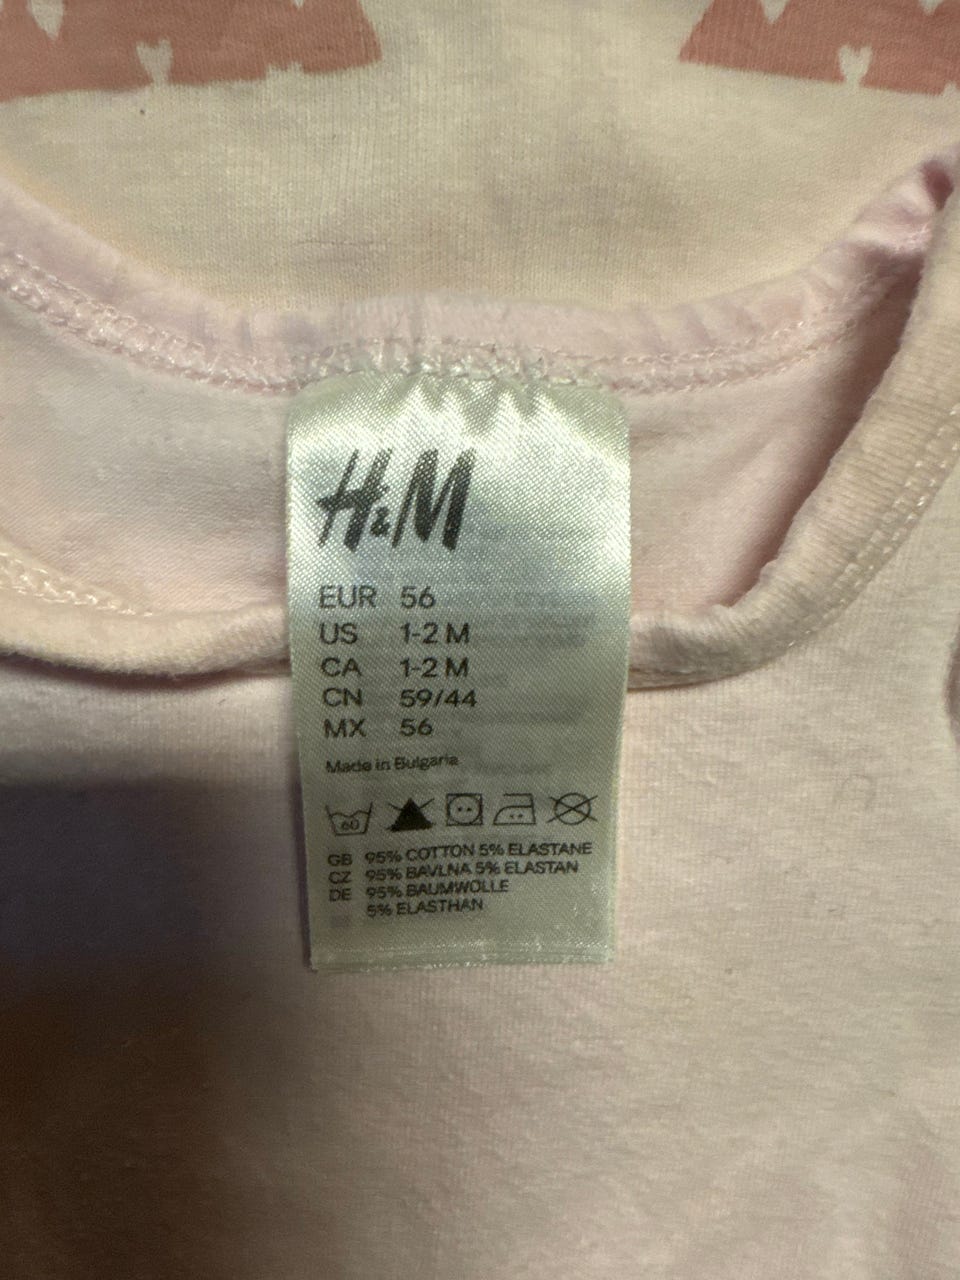 H&M
EUR 56
US 1-2 M
CA 1-2 M
CN 59/44
MX 56
Made in Bulgaria
60
GB 95% COTTON 5% ELASTANE
CZ 95% BAVLNA 5% ELASTAN
DE 95% BAUMWOLLE
5% ELASTHAN